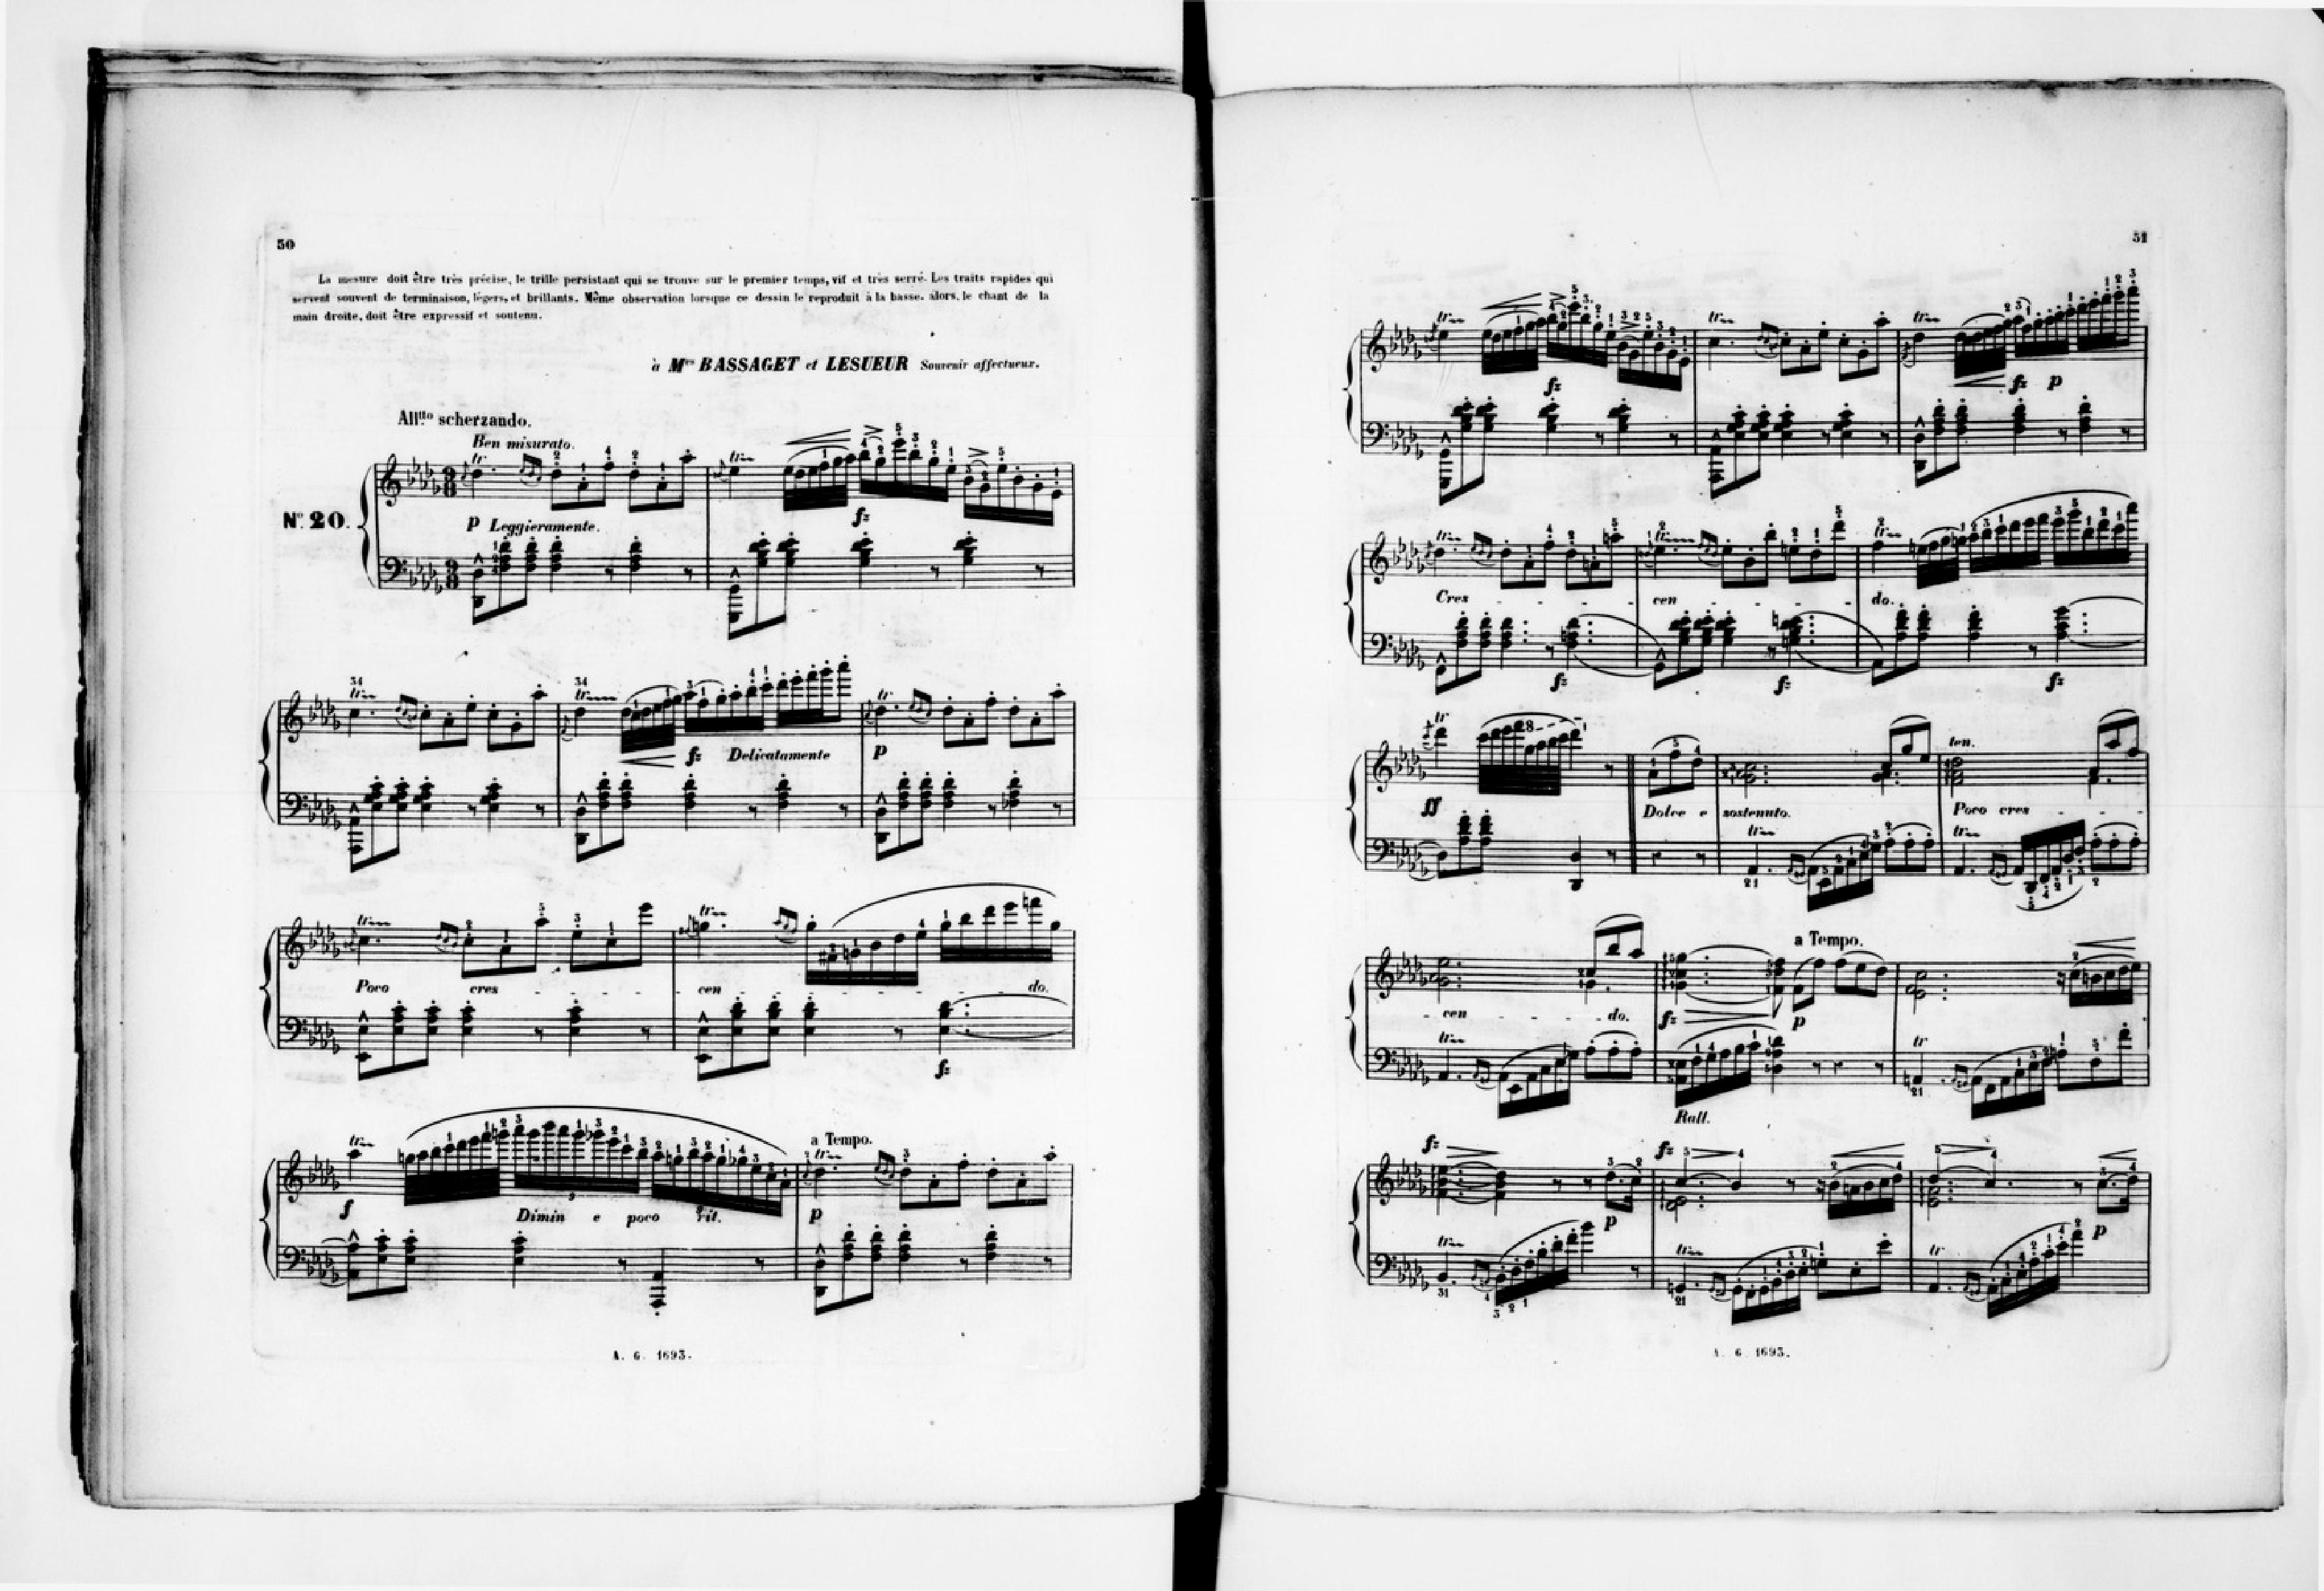 50
La mesure doit être très précise, le trille persistant qui se trouve sur le premier temps, vif et très serré. Les traits rapides qui
servent souvent de terminaison, légers, et brillants. Même observation lorsque ce dessin le reproduit à la basse. alors, le chant de la
main droite, doit être expressif et soutenu.
à Mrs BASSAGET et LESUEUR Souvenir affectueux.
Alltto scherzando.
Ben misurato.
No 20.
p Leggieramente.
fz
fz Delicatamente p
Poco cres - - - cen - - - do.
fz
a Tempo.
f Dimin e poco rit. p
A. G. 1693.
51
fz fz p
Cres - - - cen - - - do.
fz fz fz
8
ten.
ff Dolce e sostenuto. Poco cres - - -
a Tempo.
- cen - - - do. fz p
Rall.
fz fz
p p
A. G. 1693.